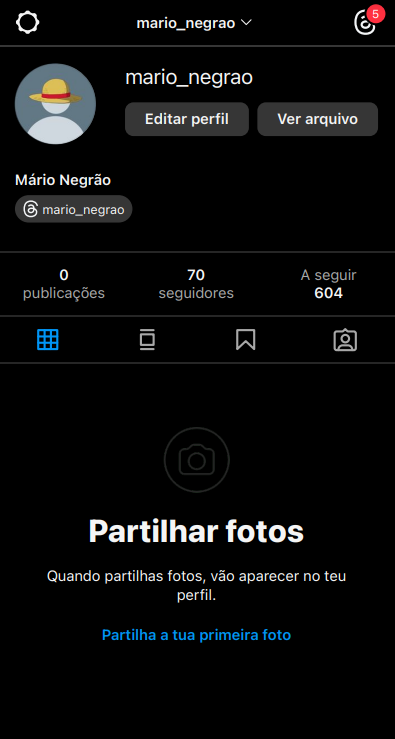 mario_negrao
5
mario_negrao
Editar perfil
Ver arquivo
Mário Negrão
mario_negrao
0
publicações
70
seguidores
A seguir
604
Partilhar fotos
Quando partilhas fotos, vão aparecer no teu
perfil.
Partilha a tua primeira foto